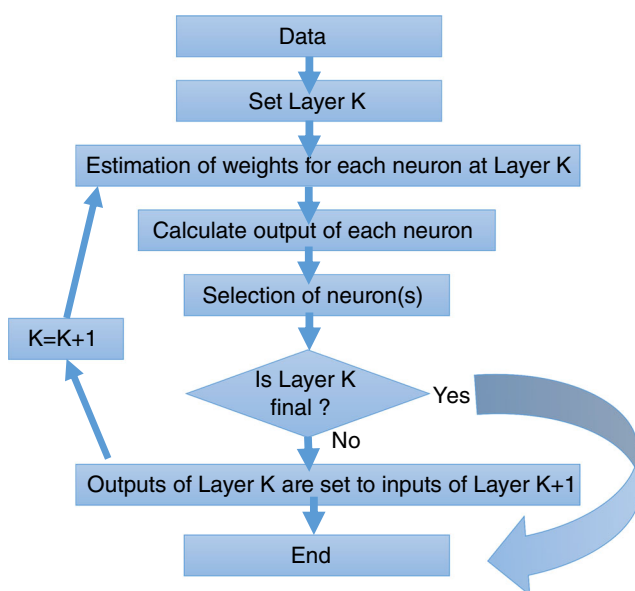 Data
Set Layer K
Estimation of weights for each neuron at Layer K
Calculate output of each neuron
Selection of neuron(s)
K=K+1
Is Layer K
final ?
Yes
No
Outputs of Layer K are set to inputs of Layer K+1
End